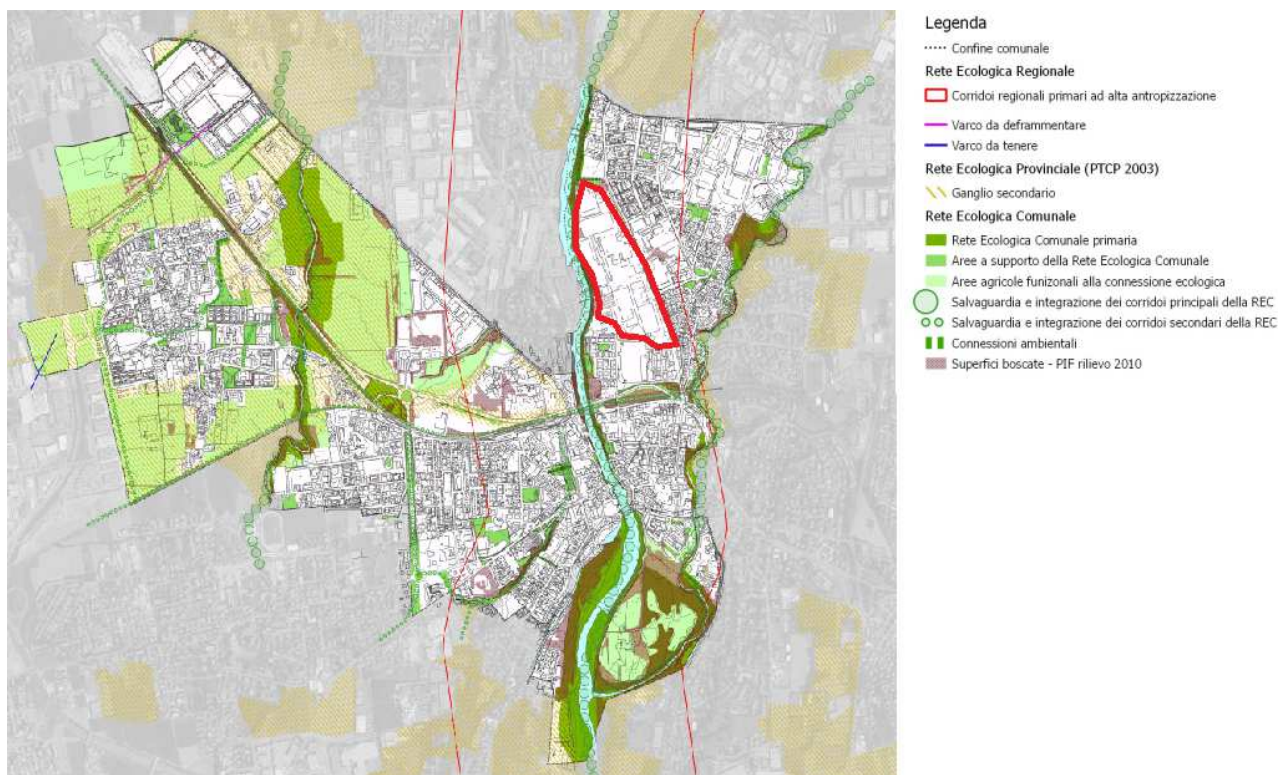 Legenda
Confine comunale
Rete Ecologica Regionale
Corridoi regionali primari ad alta antropizzazione
Varco da deframmentare
Varco da tenere
Rete Ecologica Provinciale (PTCP 2003)
Ganglio secondario
Rete Ecologica Comunale
Rete Ecologica Comunale primaria
Aree a supporto della Rete Ecologica Comunale
Aree agricole funizonali alla connessione ecologica
Salvaguardia e integrazione dei corridoi principali della REC
Salvaguardia e integrazione dei corridoi secondari della REC
Connessioni ambientali
Superfici boscate - PIF rilievo 2010